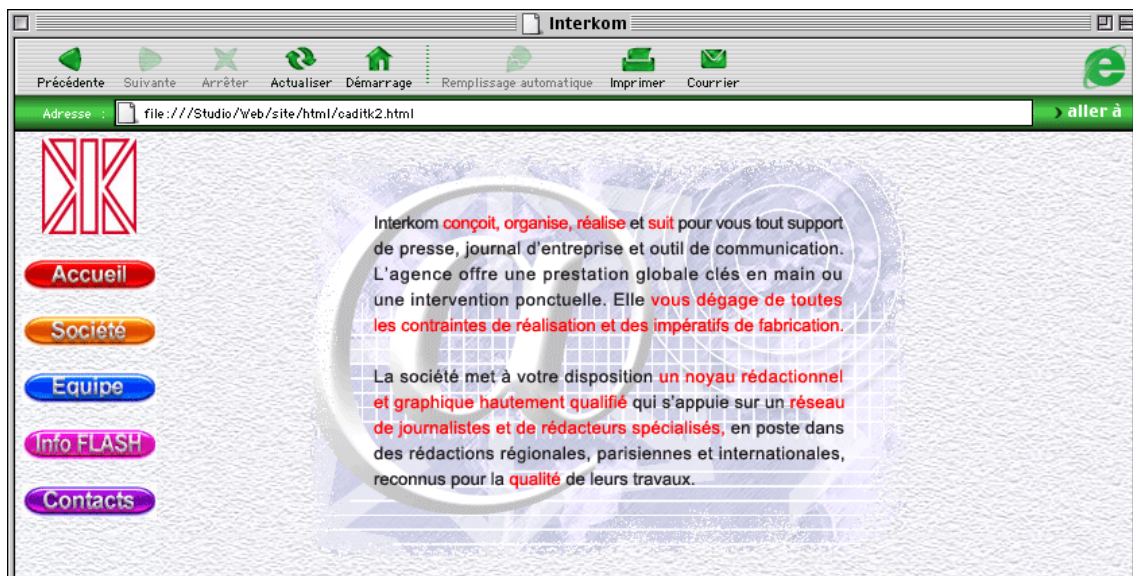 Interkom
Précédente Suivante Arrêter Actualiser Démarrage Remplissage automatique Imprimer Courrier
Adresse : file:///Studio/Web/site/html/caditk2.html aller à
Accueil
Société
Equipe
Info FLASH
Contacts
Interkom conçoit, organise, réalise et suit pour vous tout support
de presse, journal d'entreprise et outil de communication.
L'agence offre une prestation globale clés en main ou
une intervention ponctuelle. Elle vous dégage de toutes
les contraintes de réalisation et des impératifs de fabrication.
La société met à votre disposition un noyau rédactionnel
et graphique hautement qualifié qui s'appuie sur un réseau
de journalistes et de rédacteurs spécialisés, en poste dans
des rédactions régionales, parisiennes et internationales,
reconnus pour la qualité de leurs travaux.